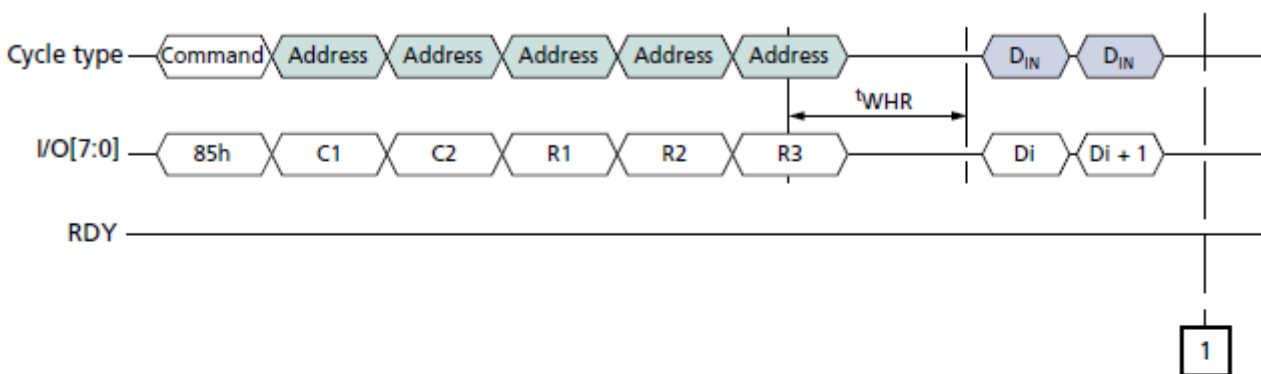 Cycle type Command Address Address Address Address Address DIN DIN
tWHR
I/O[7:0] 85h C1 C2 R1 R2 R3 Di Di + 1
RDY
1